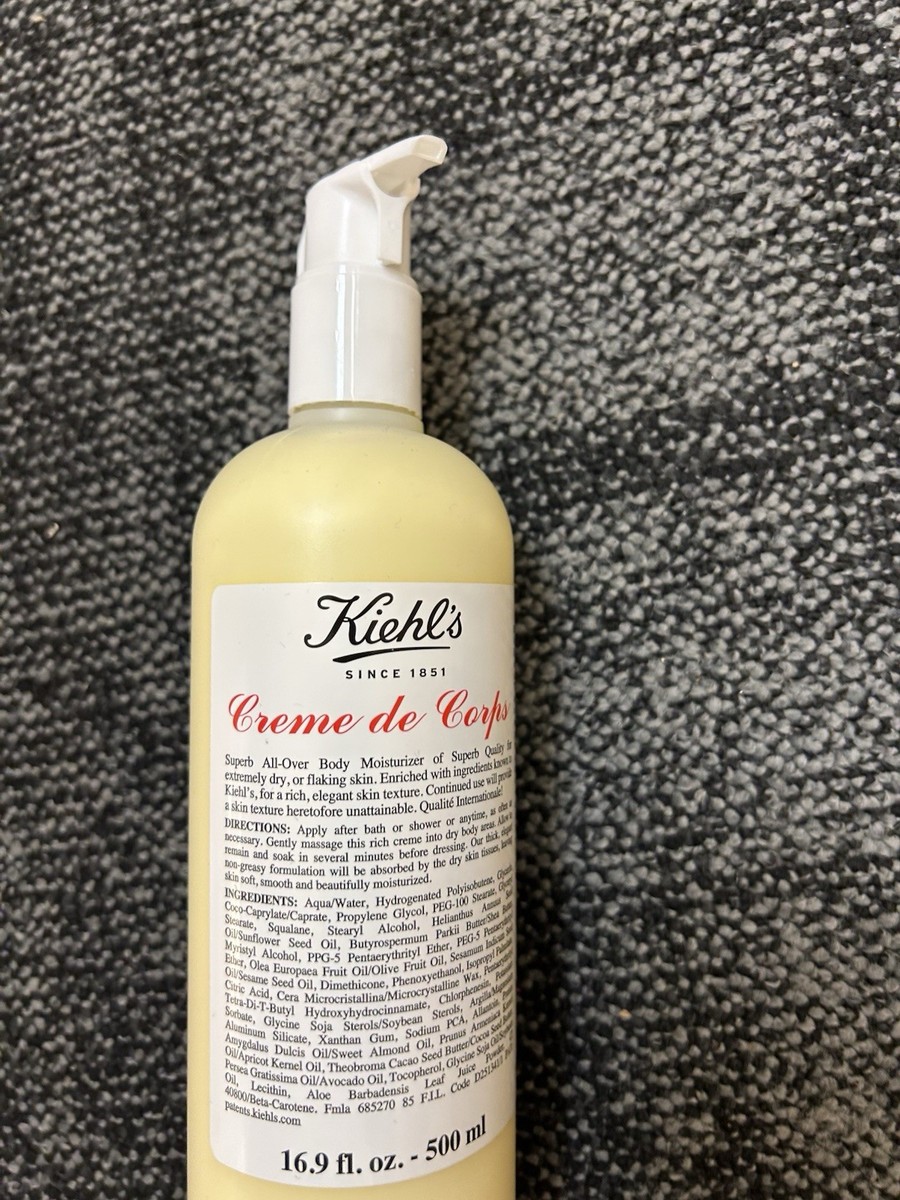 Kiehl's
SINCE 1851
Creme de Corps
Superb All-Over Body Moisturizer of Superb Quality for
extremely dry, or flaking skin. Enriched with ingredients known
Kiehl's, for a rich, elegant skin texture. Continued use will provide
a skin texture heretofore unattainable. Qualité Internationale!
DIRECTIONS: Apply after bath or shower or anytime, as often as
necessary. Gently massage this rich creme into dry body areas. Allow
remain and soak in several minutes before dressing. Our thick, elegant
non-greasy formulation will be absorbed by the dry skin tissues, leaving
skin soft, smooth and beautifully moisturized.
INGREDIENTS: Aqua/Water, Hydrogenated Polyisobutene, Glycerin,
Coco-Caprylate/Caprate, Propylene Glycol, PEG-100 Stearate, Glyceryl
Stearate, Squalane, Stearyl Alcohol, Helianthus Annuus
Oil/Sunflower Seed Oil, Butyrospermum Parkii Butter/Shea
Myristyl Alcohol, PPG-5 Pentaerythrityl Ether, PEG-5 Pentaerythrityl
Ether, Olea Europaea Fruit Oil/Olive Fruit Oil, Sesamum Indicum
Oil/Sesame Seed Oil, Dimethicone, Phenoxyethanol, Isopropyl
Citric Acid, Cera Microcristallina/Microcrystalline Wax, Pentaerythrityl
Tetra-Di-T-Butyl Hydroxyhydrocinnamate, Chlorphenesin,
Sorbate, Glycine Soja Sterols/Soybean Sterols, Argilla/Magnesium
Aluminum Silicate, Xanthan Gum, Sodium PCA, Allantoin,
Amygdalus Dulcis Oil/Sweet Almond Oil, Prunus Armeniaca
Oil/Apricot Kernel Oil, Theobroma Cacao Seed Butter/Cocoa Seed
Persea Gratissima Oil/Avocado Oil, Tocopherol, Glycine Soja
Oil, Lecithin, Aloe Barbadensis Leaf Juice Powder,
40800/Beta-Carotene. Fmla 685270 85 F.I.L. Code
patents.kiehls.com
16.9 fl. oz. - 500 ml